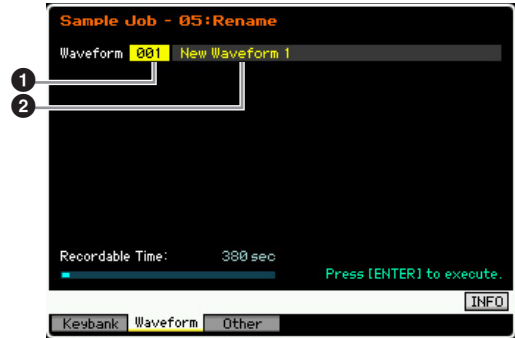 Sample Job - 05:Rename
Waveform 001 New Waveform 1
1
2
Recordable Time: 380 sec
Press [ENTER] to execute.
INFO
Keybank Waveform Other